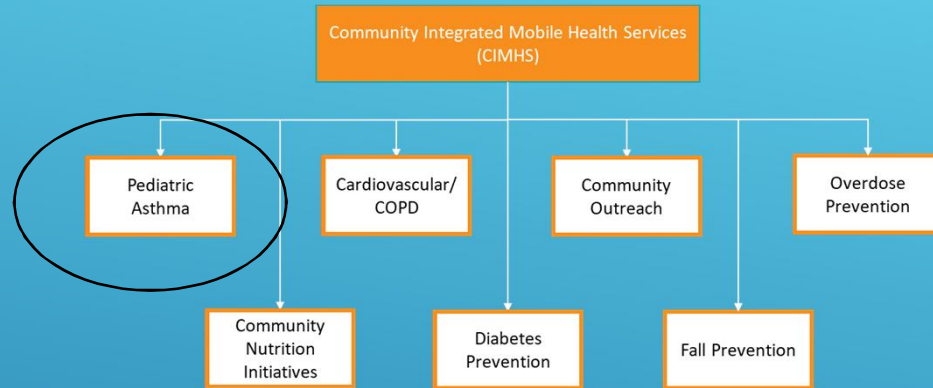 Community Integrated Mobile Health Services
(CIMHS)
Pediatric
Asthma
Cardiovascular/
COPD
Community
Outreach
Overdose
Prevention
Community
Nutrition
Initiatives
Diabetes
Prevention
Fall Prevention